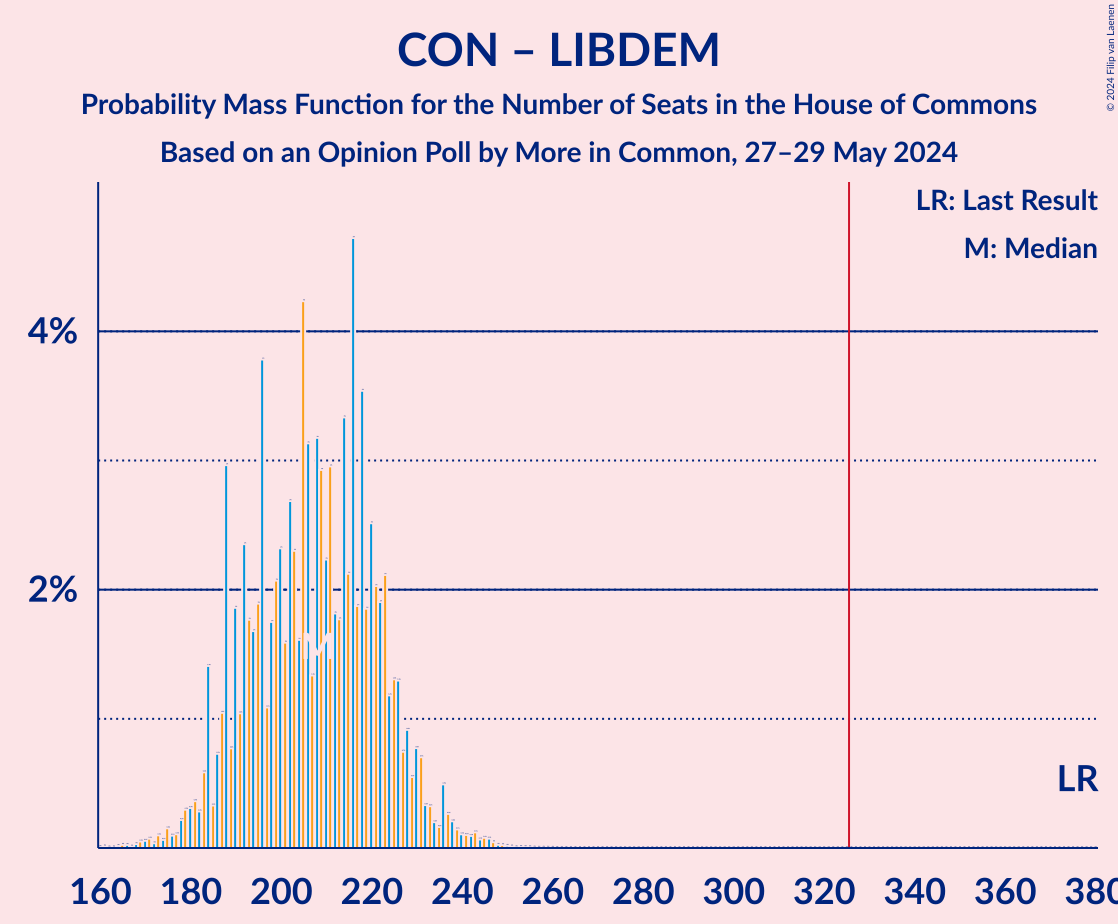 CON – LIBDEM
Probability Mass Function for the Number of Seats in the House of Commons
Based on an Opinion Poll by More in Common, 27–29 May 2024
© 2024 Filip van Laenen
LR: Last Result
M: Median
4%
2%
LR
160 180 200 220 240 260 280 300 320 340 360 380